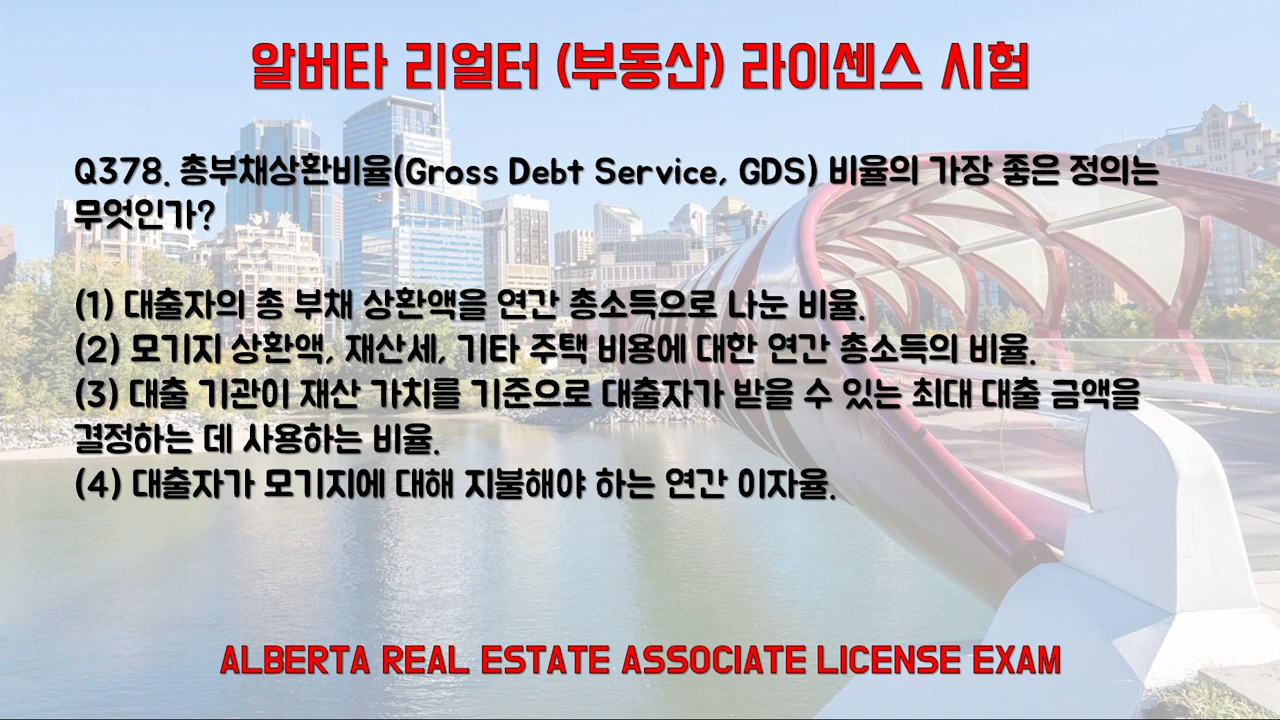 알버타 리얼터 (부동산) 라이센스 시험
Q378. 총부채상환비율(Gross Debt Service, GDS) 비율의 가장 좋은 정의는
무엇인가?
(1) 대출자의 총 부채 상환액을 연간 총소득으로 나눈 비율.
(2) 모기지 상환액, 재산세, 기타 주택 비용에 대한 연간 총소득의 비율.
(3) 대출 기관이 재산 가치를 기준으로 대출자가 받을 수 있는 최대 대출 금액을
결정하는 데 사용하는 비율.
(4) 대출자가 모기지에 대해 지불해야 하는 연간 이자율.
ALBERTA REAL ESTATE ASSOCIATE LICENSE EXAM